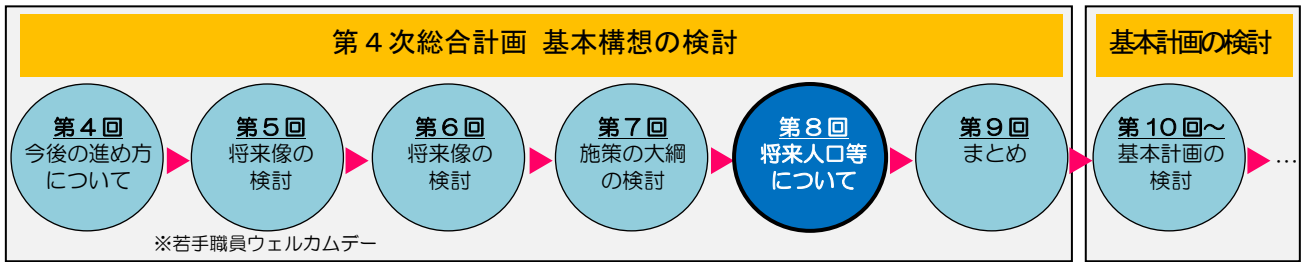 第４次総合計画 基本構想の検討
基本計画の検討
第４回
今後の進め方
について
第５回
将来像の
検討
第６回
将来像の
検討
第７回
施策の大綱
の検討
第８回
将来人口等
について
第９回
まとめ
第10回～
基本計画の
検討
…
※若手職員ウェルカムデー